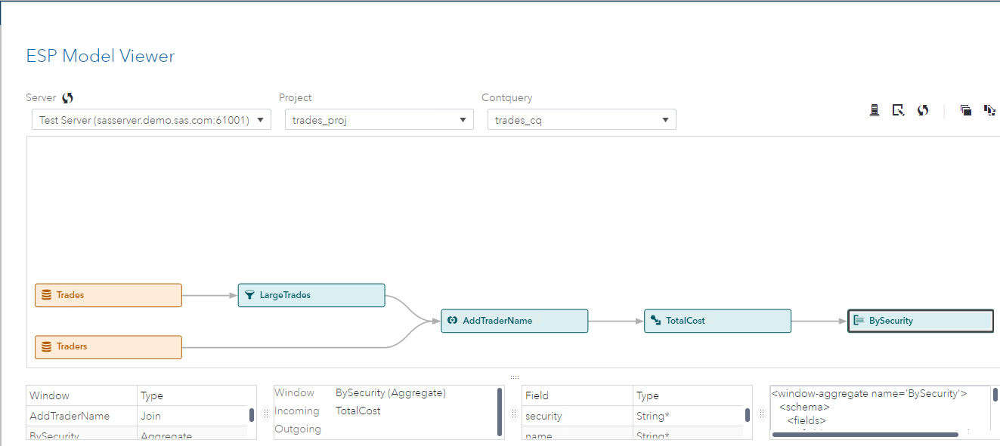 ESP Model Viewer
Server Project Contquery
Test Server (sasserver.demo.sas.com:61001) trades_proj trades_cq
Trades LargeTrades
AddTraderName TotalCost BySecurity
Traders
Window Type
AddTraderName Join
BySecurity Aggregate
Window BySecurity (Aggregate)
Incoming TotalCost
Outgoing
Field Type
security String*
name String*
<window-aggregate name='BySecurity'>
<schema>
<fields>